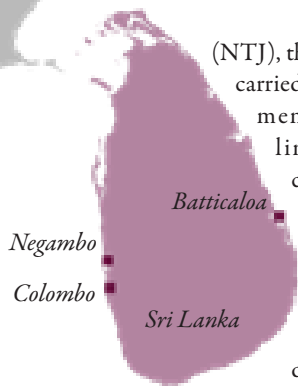 (NTJ), th
carried
men
lin
c
Batticaloa
Negambo
Colombo
Sri Lanka
d